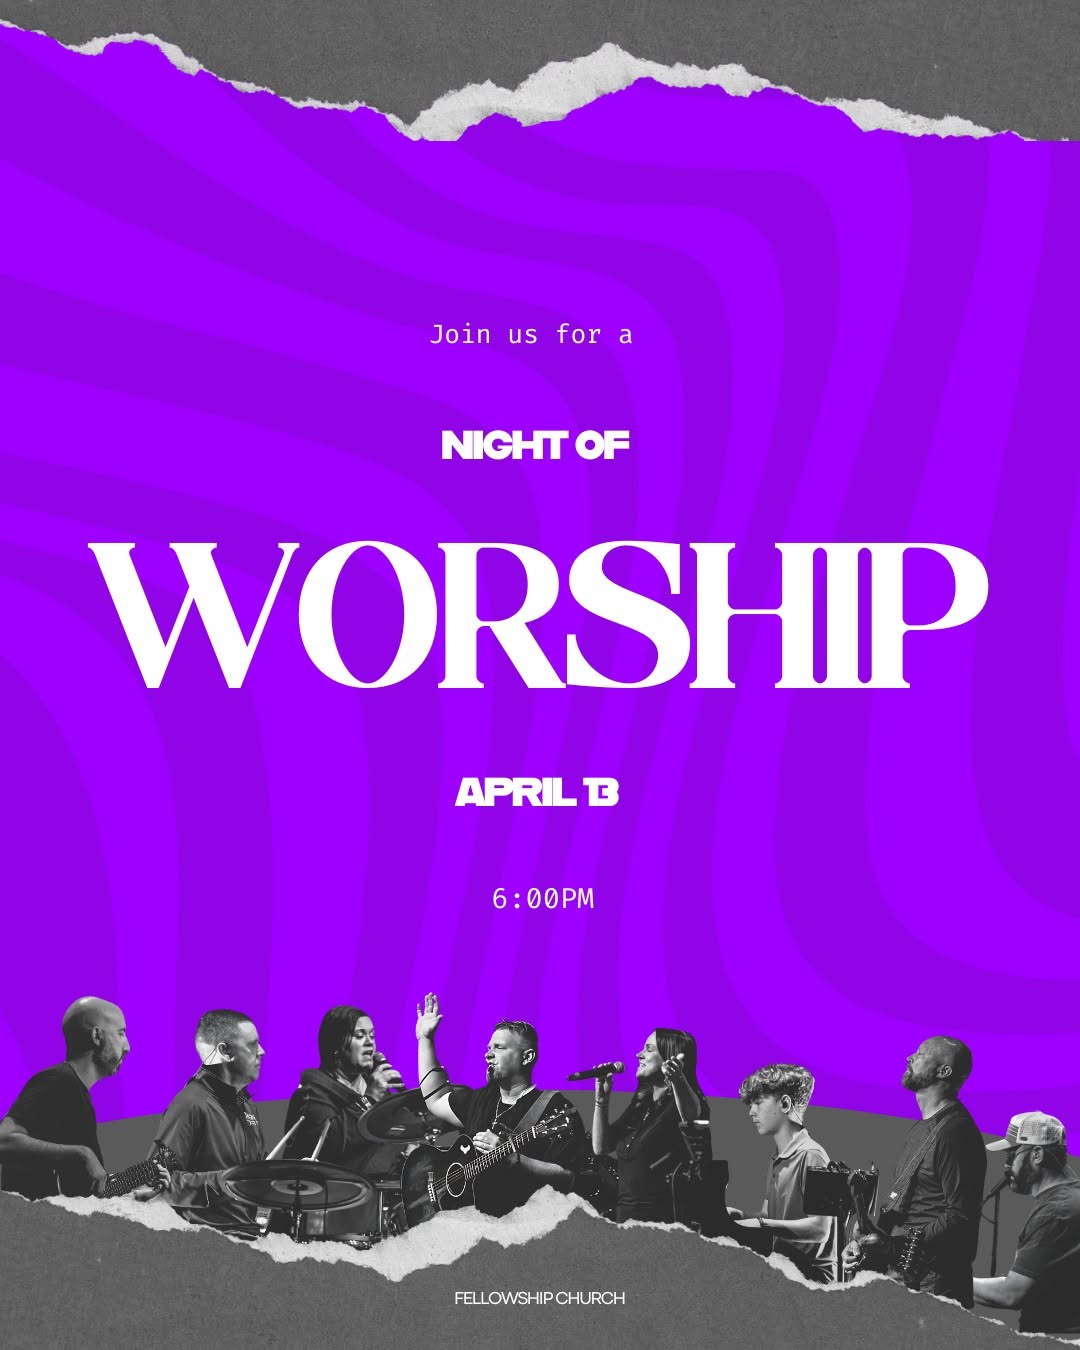 Join us for a
NIGHT OF
WORSHIP
APRIL 13
6:00PM
FELLOWSHIP CHURCH